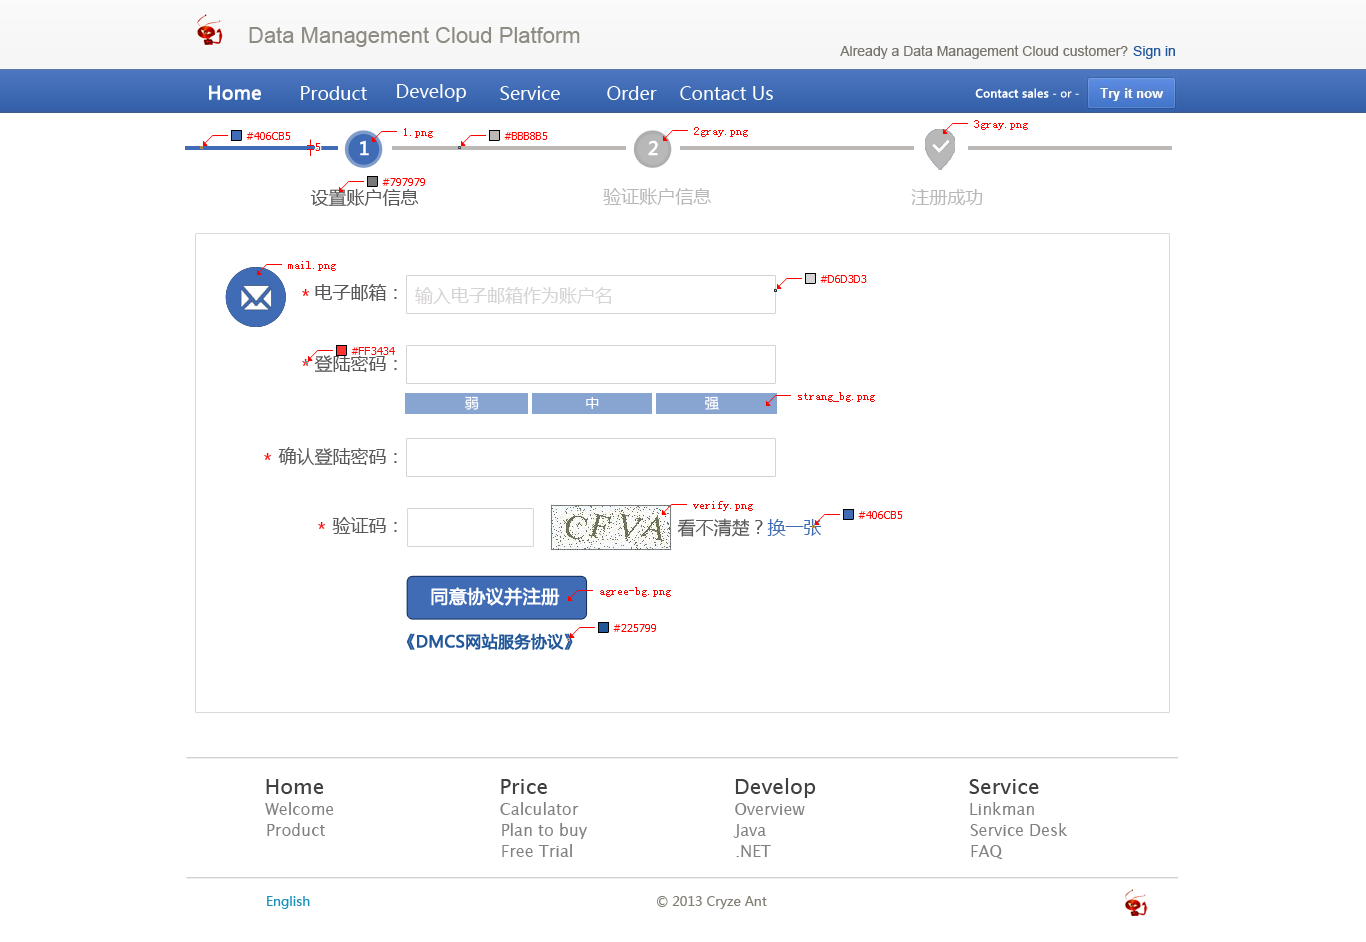 Data Management Cloud Platform
Already a Data Management Cloud customer? Sign in
Home Product Develop Service Order Contact Us Contact sales - or - Try it now
#406CB5 5 1 1.png #BBB8B5 2 2gray.png 3gray.png
#797979
设置账户信息 验证账户信息 注册成功
mail.png
* 电子邮箱： 输入电子邮箱作为账户名 #D6D3D3
#FF3434
* 登陆密码：
弱 中 强 strang_bg.png
* 确认登陆密码：
verify.png
* 验证码： CFVA 看不清楚？换一张 #406CB5
同意协议并注册 agree-bg.png
#225799
《DMCS网站服务协议》
Home Price Develop Service
Welcome Calculator Overview Linkman
Product Plan to buy Java Service Desk
Free Trial .NET FAQ
English © 2013 Cryze Ant